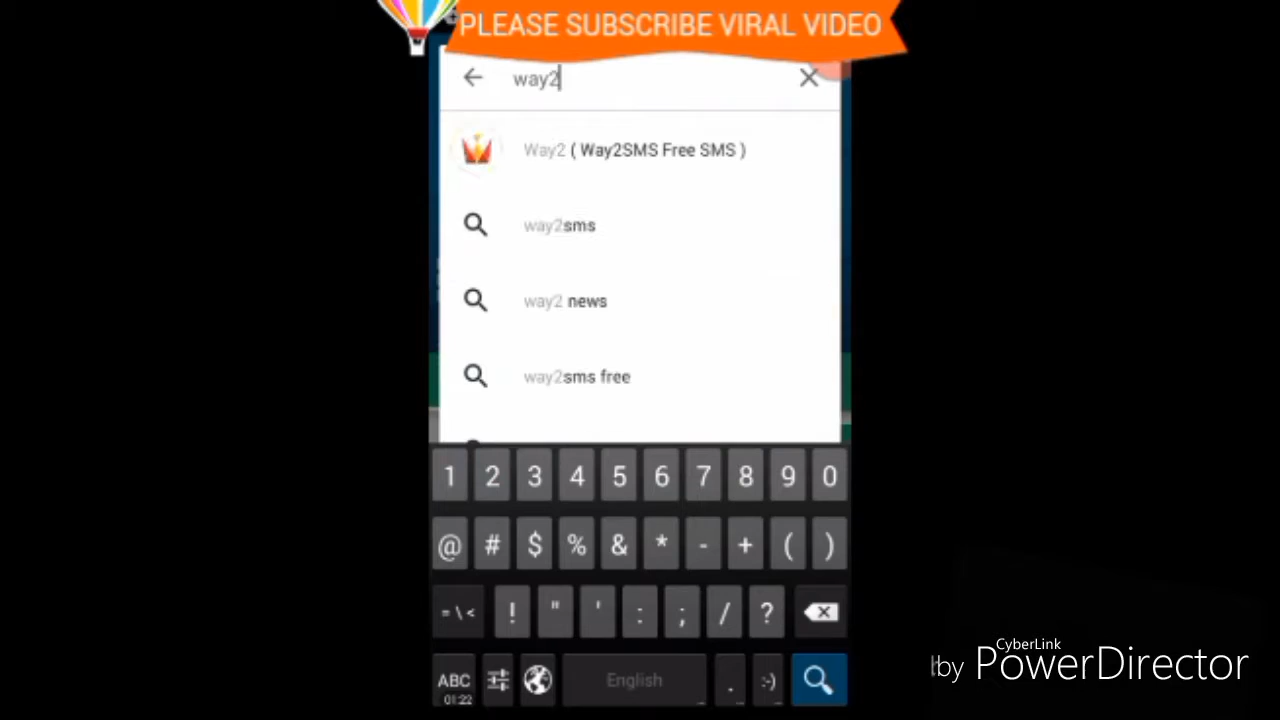 PLEASE SUBSCRIBE VIRAL VIDEO
way2
Way2 ( Way2SMS Free SMS )
way2sms
way2 news
way2sms free
1 2 3 4 5 6 7 8 9 0
@ # $ % & * - + ( )
= \ < ! " ' : ; / ?
ABC English . :-)
01:22
CyberLink
by PowerDirector